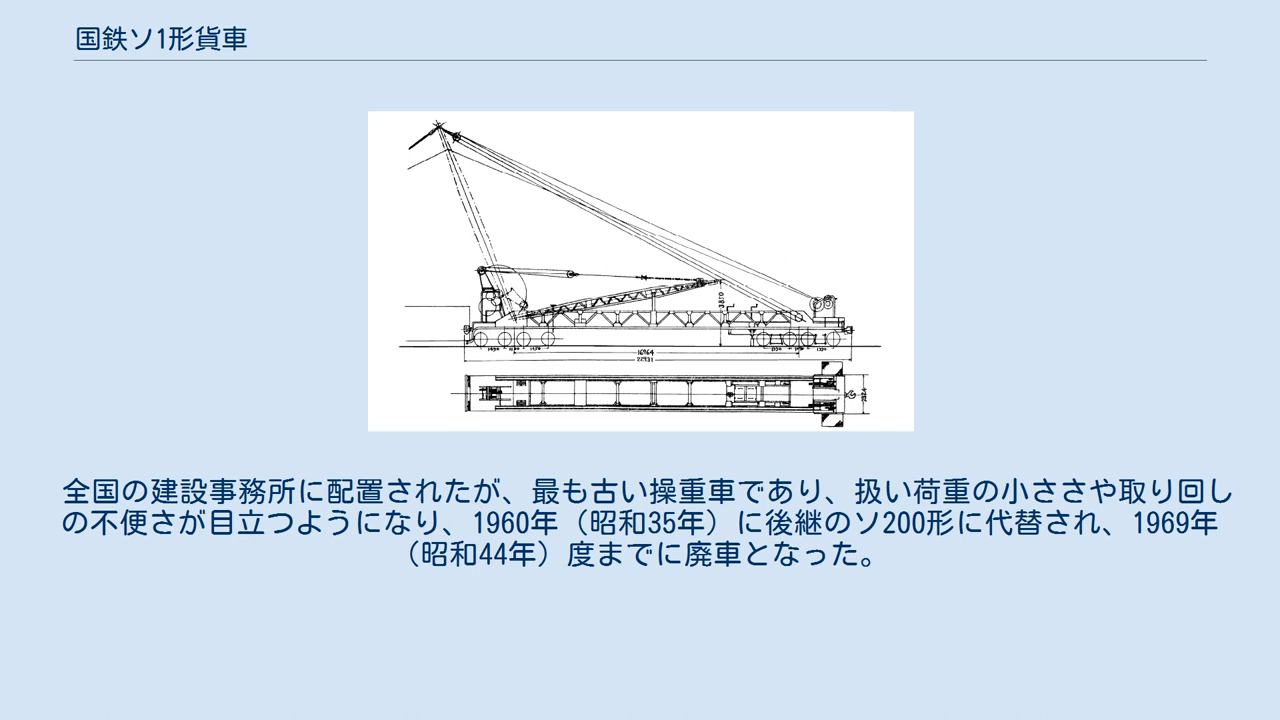 国鉄ソ1形貨車
3810
16964
22931
全国の建設事務所に配置されたが、最も古い操重車であり、扱い荷重の小ささや取り回し
の不便さが目立つようになり、1960年（昭和35年）に後継のソ200形に代替され、1969年
（昭和44年）度までに廃車となった。